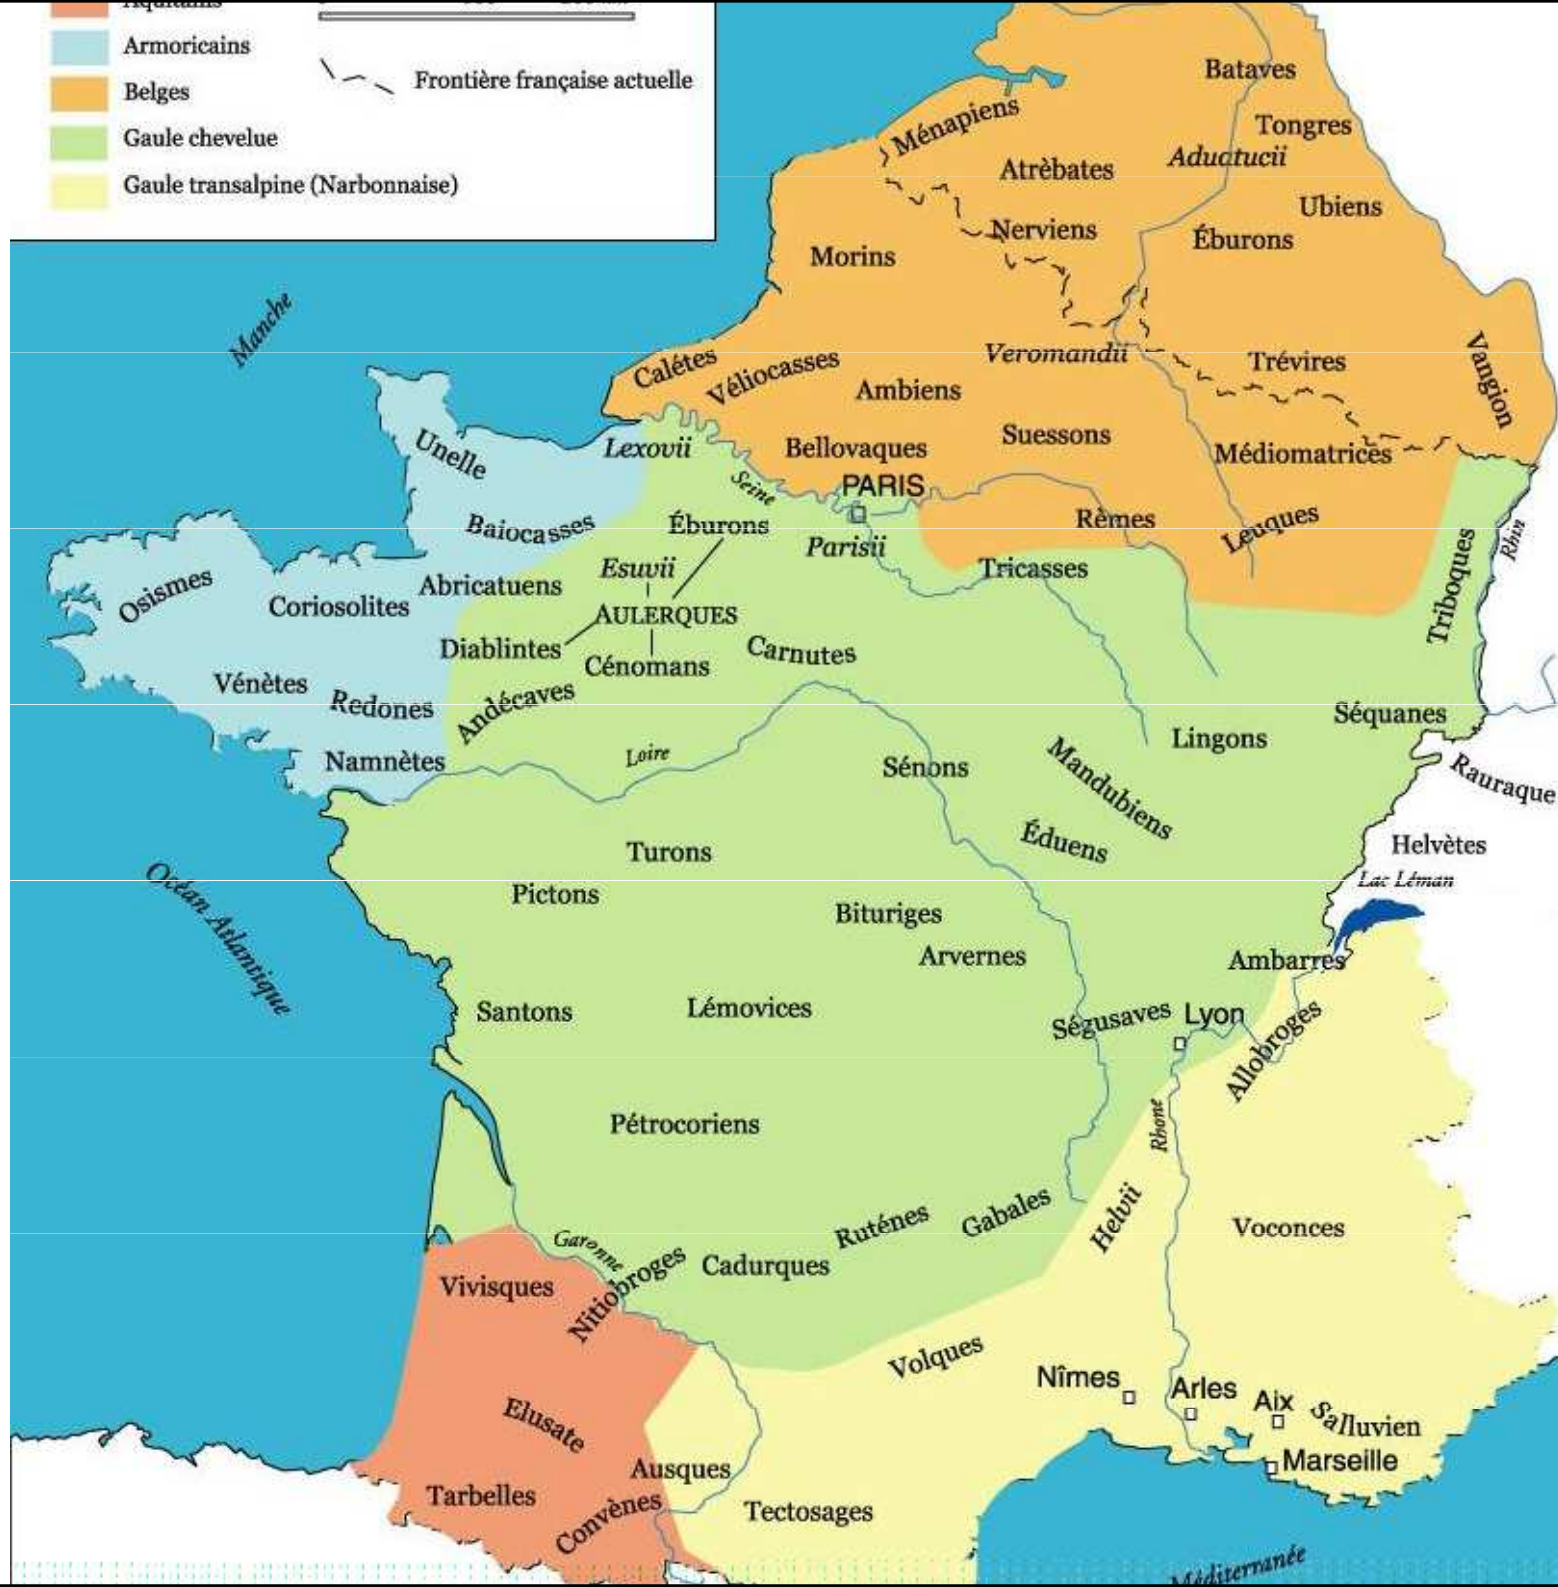 Aquitains
Armoricains
Belges
Gaule chevelue
Gaule transalpine (Narbonnaise)
Frontière française actuelle
Bataves
Ménapiens
Tongres
Aduatucii
Atrèbates
Ubiens
Nerviens
Éburons
Morins
Manche
Veromandii
Trévires
Vangion
Calétes
Véliocasses
Ambiens
Suessons
Unelle
Lexovii
Bellovaques
Médiomatrices
Seine
PARIS
Baiocasses
Éburons
Parisii
Rèmes
Leuques
Rhin
Osismes
Coriosolites
Abricatuens
Esuvii
Tricasses
Triboques
AULERQUES
Diablintes
Cénomans
Carnutes
Vénètes
Redones
Andécaves
Séquanes
Namnètes
Loire
Sénons
Mandubiens
Lingons
Rauraque
Turons
Éduens
Helvètes
Lac Léman
Océan Atlantique
Pictons
Bituriges
Arvernes
Ambarres
Santons
Lémovices
Ségusaves
Lyon
Allobroges
Pétrocoriens
Rhone
Garonne
Ruténes
Gabales
Helvii
Voconces
Vivisques
Nitiobroges
Cadurques
Volques
Nîmes
Arles
Aix
Salluvien
Elusate
Ausques
Marseille
Tarbelles
Convènes
Tectosages
Méditerranée